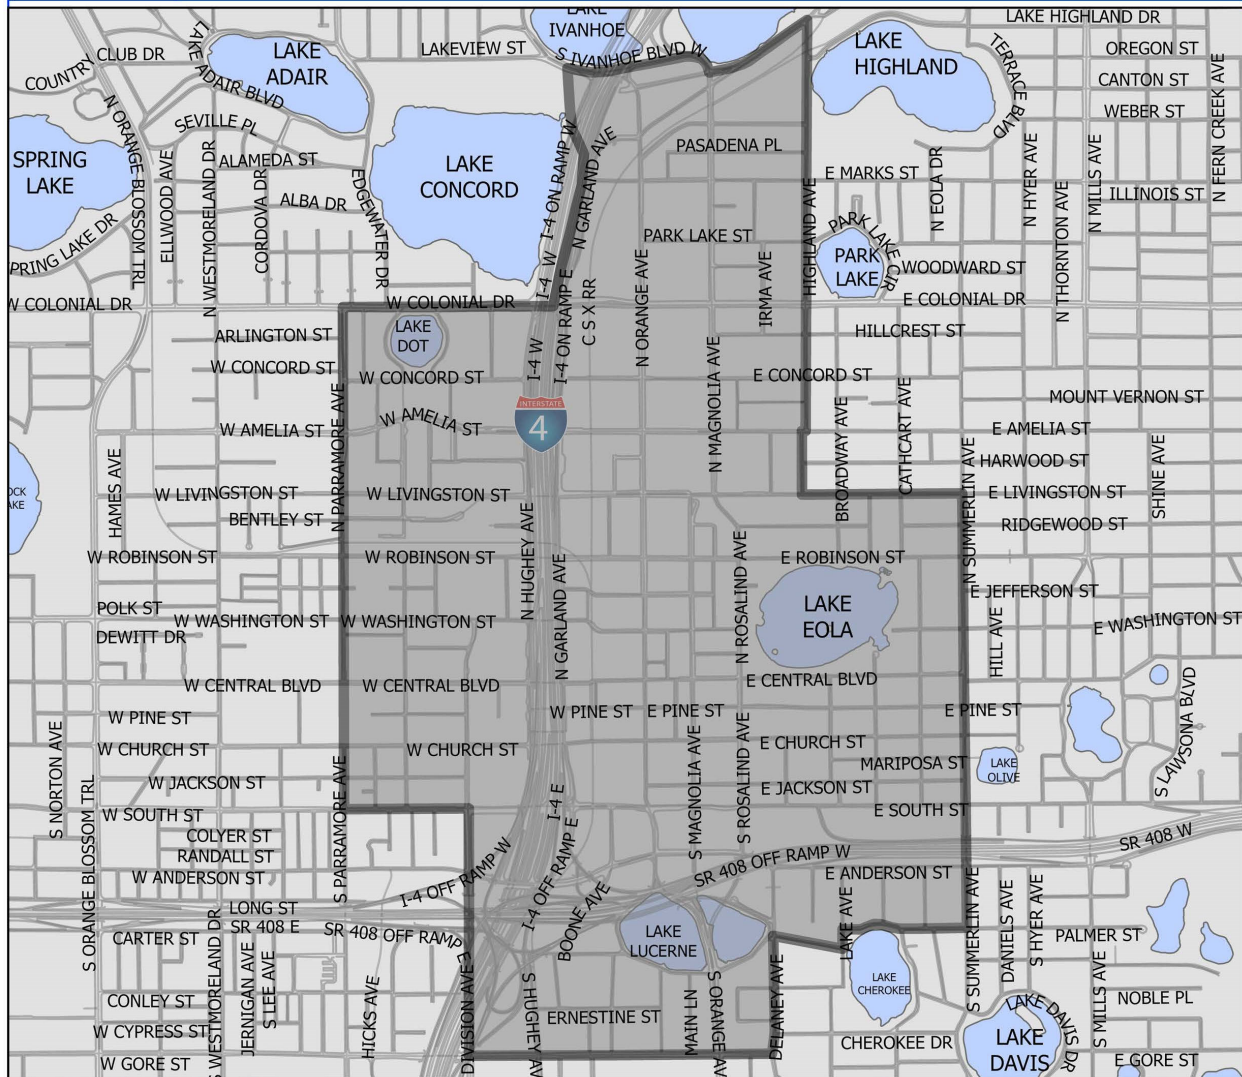 LAKE HIGHLAND DR
LAKE
IVANHOE
LAKE
HIGHLAND
TERRACE BLVD
OREGON ST
CANTON ST
WEBER ST
N FERN CREEK AVE
COUNTRY CLUB DR
LAKE ADAIR BLVD
LAKE
ADAIR
LAKEVIEW ST
S IVANHOE BLVD W
N ORANGE BLOSSOM TRL
SEVILLE PL
SPRING
LAKE
ELLWOOD AVE
N WESTMORELAND DR
ALAMEDA ST
CORDOVA DR
ALBA DR
EDGEWATER DR
LAKE
CONCORD
I-4 ON RAMP W
N GARLAND AVE
PASADENA PL
E MARKS ST
N EOLA DR
N HYER AVE
N MILLS AVE
ILLINOIS ST
HIGHLAND AVE
PARK LAKE CIR
PARK
LAKE
PARK LAKE ST
WOODWARD ST
N THORNTON AVE
SPRING LAKE DR
W COLONIAL DR
W COLONIAL DR
I-4 W
I-4 ON RAMP E
C S X RR
N ORANGE AVE
IRMA AVE
E COLONIAL DR
ARLINGTON ST
LAKE
DOT
I-4 W
HILLCREST ST
N MAGNOLIA AVE
W CONCORD ST
W CONCORD ST
E CONCORD ST
N PARRAMORE AVE
INTERSTATE
4
BROADWAY AVE
CATHCART AVE
MOUNT VERNON ST
W AMELIA ST
W AMELIA ST
E AMELIA ST
HAMES AVE
N SUMMERLIN AVE
HARWOOD ST
SHINE AVE
W LIVINGSTON ST
W LIVINGSTON ST
E LIVINGSTON ST
BENTLEY ST
N HUGHEY AVE
RIDGEWOOD ST
W ROBINSON ST
W ROBINSON ST
N GARLAND AVE
N ROSALIND AVE
E ROBINSON ST
E JEFFERSON ST
POLK ST
LAKE
EOLA
HILL AVE
W WASHINGTON ST
W WASHINGTON ST
E WASHINGTON ST
DEWITT DR
W CENTRAL BLVD
W CENTRAL BLVD
E CENTRAL BLVD
S LAWSONA BLVD
W PINE ST
W PINE ST
E PINE ST
E PINE ST
S NORTON AVE
W CHURCH ST
W CHURCH ST
S MAGNOLIA AVE
S ROSALIND AVE
E CHURCH ST
MARIPOSA ST
LAKE
OLIVE
S ORANGE BLOSSOM TRL
W JACKSON ST
S PARRAMORE AVE
I-4 E
E JACKSON ST
W SOUTH ST
E SOUTH ST
COLYER ST
RANDALL ST
SR 408 W
W ANDERSON ST
I-4 OFF RAMP W
I-4 OFF RAMP E
SR 408 OFF RAMP W
E ANDERSON ST
LONG ST
SR 408 E
SR 408 OFF RAMP E
BOONE AVE
LAKE
LUCERNE
LAKE AVE
S SUMMERLIN AVE
DANIELS AVE
S HYER AVE
PALMER ST
CARTER ST
S WESTMORELAND DR
JERNIGAN AVE
S LEE AVE
HICKS AVE
DIVISION AVE
S HUGHEY AV
MAIN LN
S ORANGE AV
DELANEY AVE
LAKE
CHEROKEE
S MILLS AVE
NOBLE PL
CONLEY ST
ERNESTINE ST
LAKE DAVIS DR
LAKE
DAVIS
W CYPRESS ST
CHEROKEE DR
W GORE ST
E GORE ST